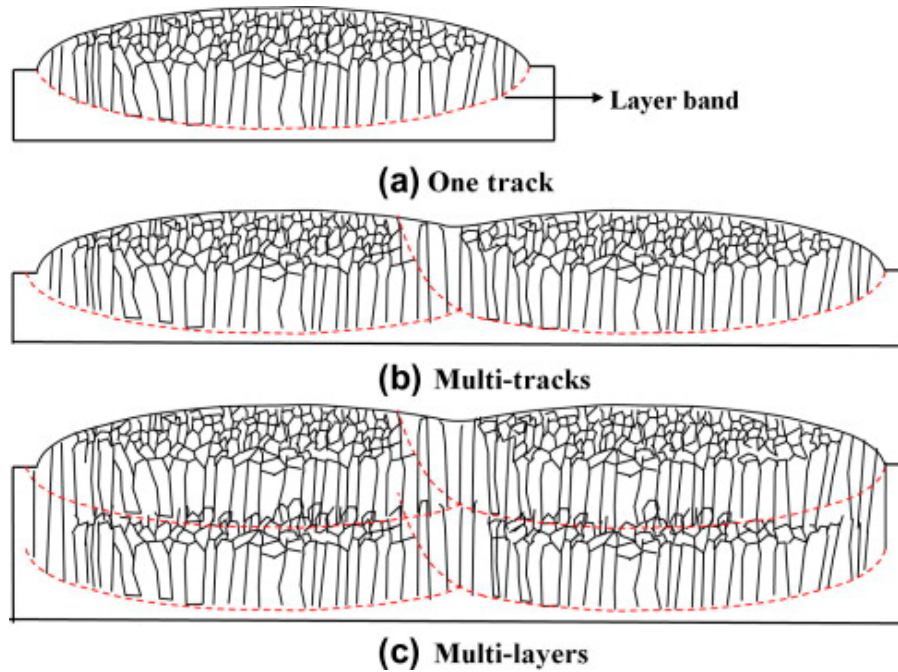 Layer band
(a) One track
(b) Multi-tracks
(c) Multi-layers